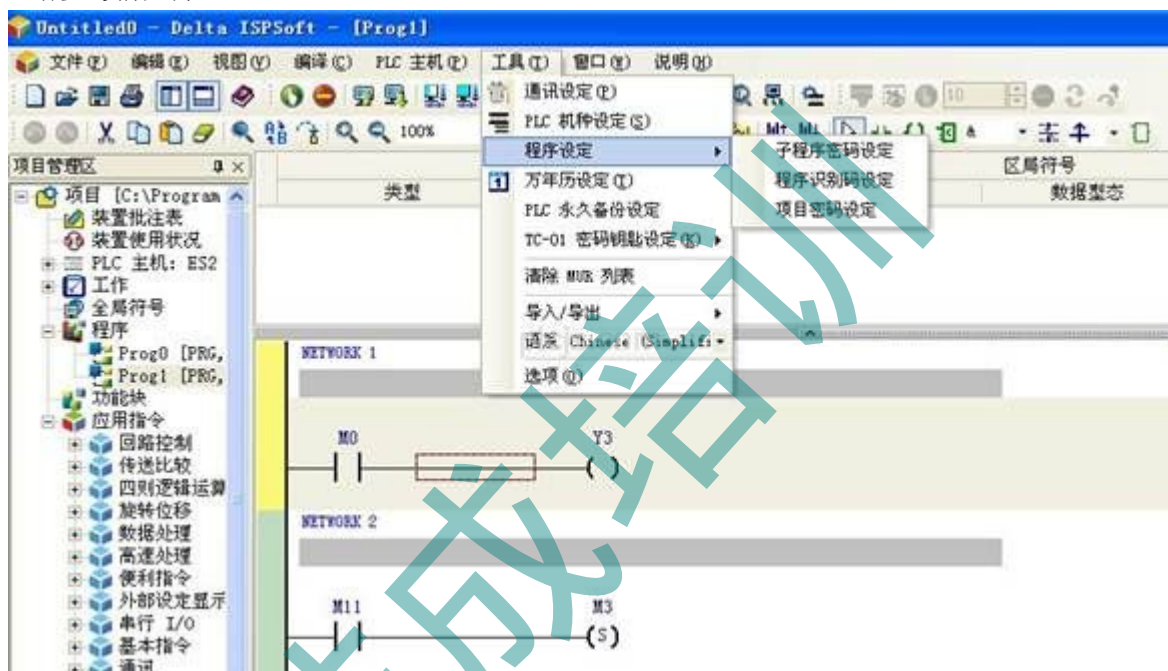 Untitled0 - Delta ISPSoft - [Prog1]
文件(F) 编辑(E) 视图(V) 编译(C) PLC 主机(P) 工具(T) 窗口(W) 说明(H)
100%
10
通讯设定(P)
PLC 机种设定(S)
程序设定
万年历设定(T)
PLC 永久备份设定
TC-01 密码钥匙设定(K)
清除 MUR 列表
导入/导出
语系 Chinese (Simplifi
选项(O)
子程序密码设定
程序识别码设定
项目密码设定
项目管理区
项目 [C:\Program
装置批注表
装置使用状况
PLC 主机: ES2
工作
全局符号
程序
Prog0 [PRG,
Prog1 [PRG,
功能块
应用指令
回路控制
传送比较
四则逻辑运算
旋转位移
数据处理
高速处理
便利指令
外部设定显示
串行 I/O
基本指令
通讯
区局符号
类型
数据型态
NETWORK 1
M0
Y3
NETWORK 2
M11
M3
(S)
成培训